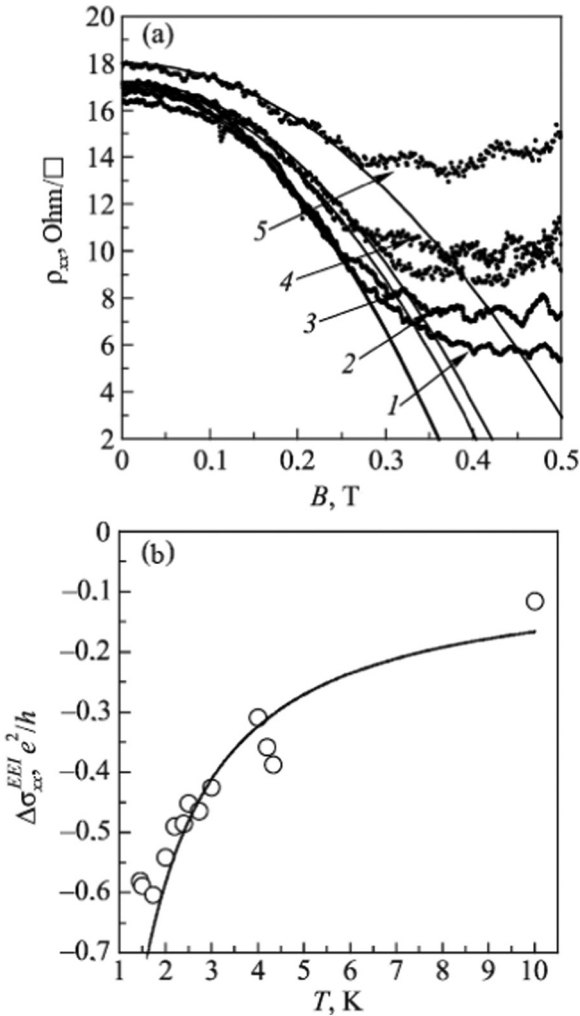 (a)
20
18
16
14
12
10
8
6
4
2
ρxx, Ohm/□
5
4
3
2
1
0 0.1 0.2 0.3 0.4 0.5
B, T
(b)
0
–0.1
–0.2
–0.3
–0.4
–0.5
–0.6
–0.7
Δσxx^EEI, e²/h
1 2 3 4 5 6 7 8 9 10
T, K